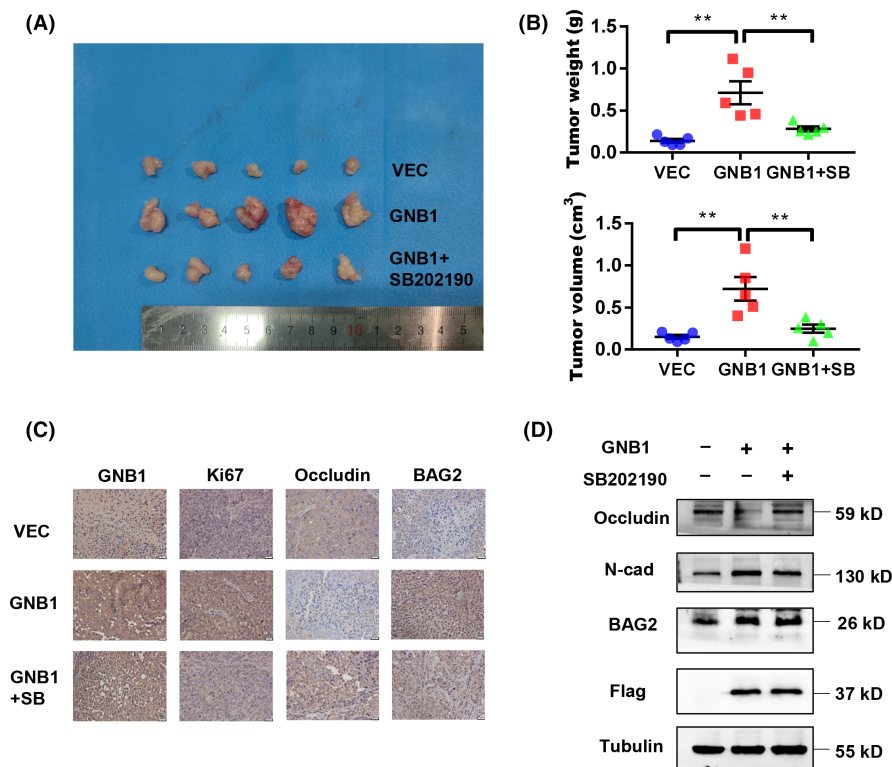 (A)
VEC
GNB1
GNB1+
SB202190
1 2 3 4 5 6 7 8 9 10 1 2 3 4 5 6
(B)
Tumor weight (g)
1.5
1.0
0.5
0.0
** **
VEC GNB1 GNB1+SB
Tumor volume (cm3)
1.5
1.0
0.5
0.0
** **
VEC GNB1 GNB1+SB
(C)
GNB1 Ki67 Occludin BAG2
VEC
GNB1
GNB1
+SB
(D)
GNB1 − + +
SB202190 − − +
Occludin 59 kD
N-cad 130 kD
BAG2 26 kD
Flag 37 kD
Tubulin 55 kD